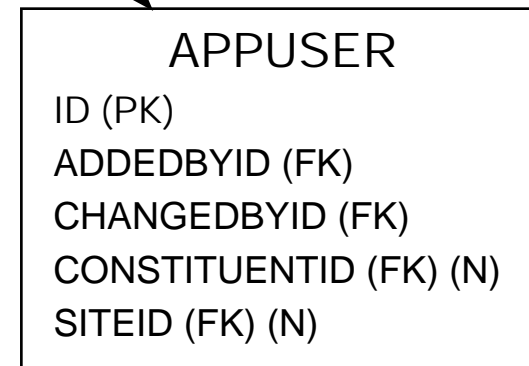 APPUSER
ID (PK)
ADDEDBYID (FK)
CHANGEDBYID (FK)
CONSTITUENTID (FK) (N)
SITEID (FK) (N)